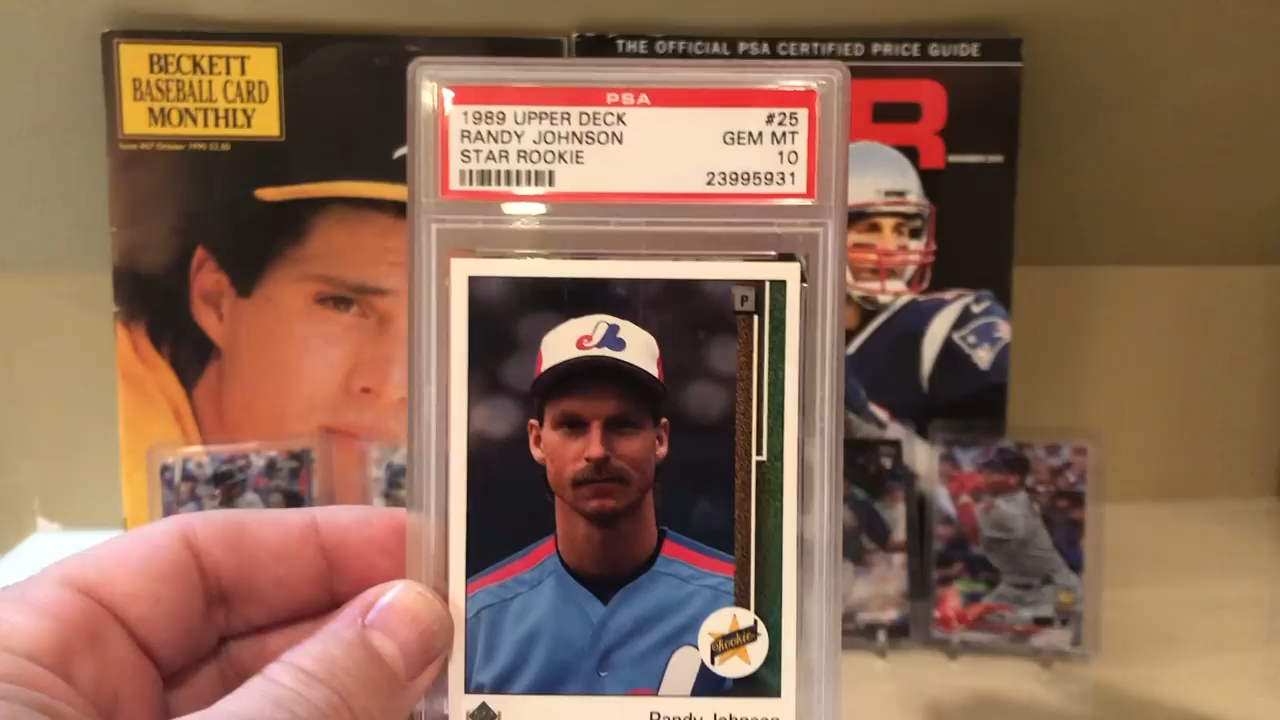 BECKETT
BASEBALL CARD
MONTHLY
THE OFFICIAL PSA CERTIFIED PRICE GUIDE
R
PSA
1989 UPPER DECK #25
RANDY JOHNSON GEM MT
STAR ROOKIE 10
23995931
P
Rookie
Randy Johnson